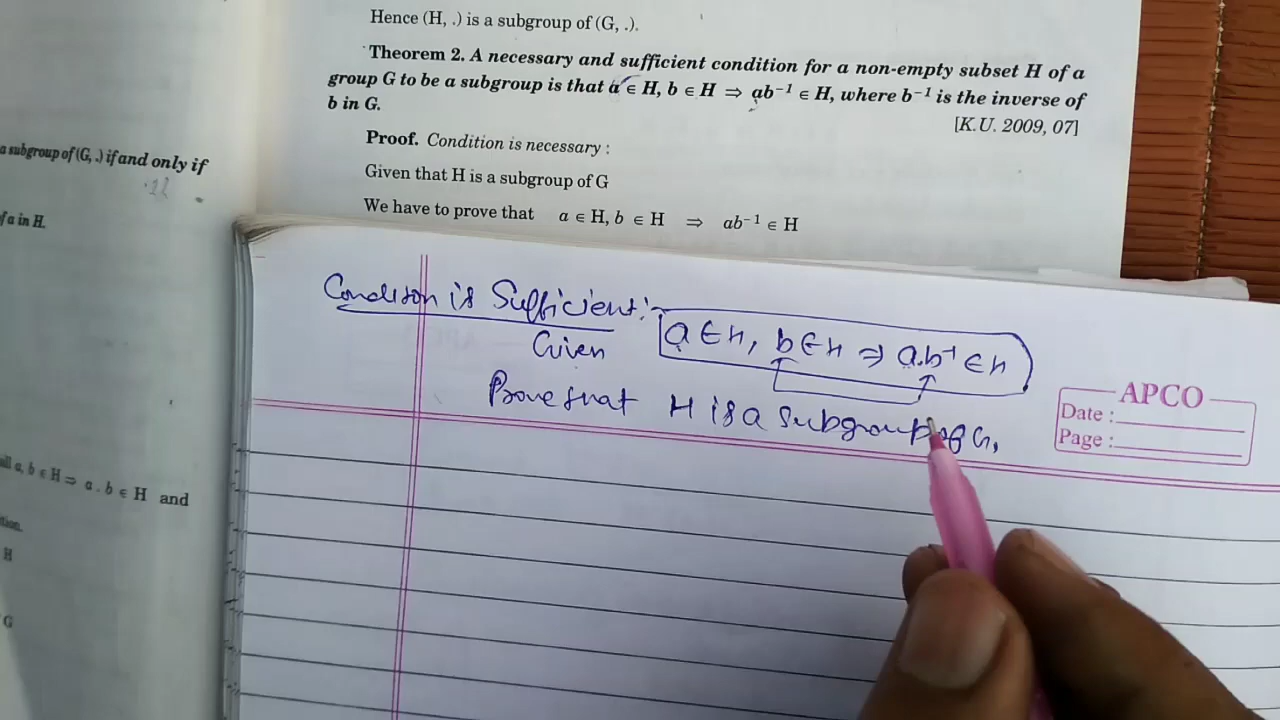 Hence (H, .) is a subgroup of (G, .).
Theorem 2. A necessary and sufficient condition for a non-empty subset H of a
group G to be a subgroup is that a ∈ H, b ∈ H ⇒ ab⁻¹ ∈ H, where b⁻¹ is the inverse of
b in G.
[K.U. 2009, 07]
Proof. Condition is necessary :
Given that H is a subgroup of G
We have to prove that a ∈ H, b ∈ H ⇒ ab⁻¹ ∈ H
a subgroup of (G, .) if and only if
of a in H.
all a, b ∈ H ⇒ a . b ∈ H and
H
G
Condition is Sufficient:-
Given a ∈ H, b ∈ H ⇒ a.b⁻¹ ∈ H
Prove that H is a subgroup of G,
APCO
Date :
Page :